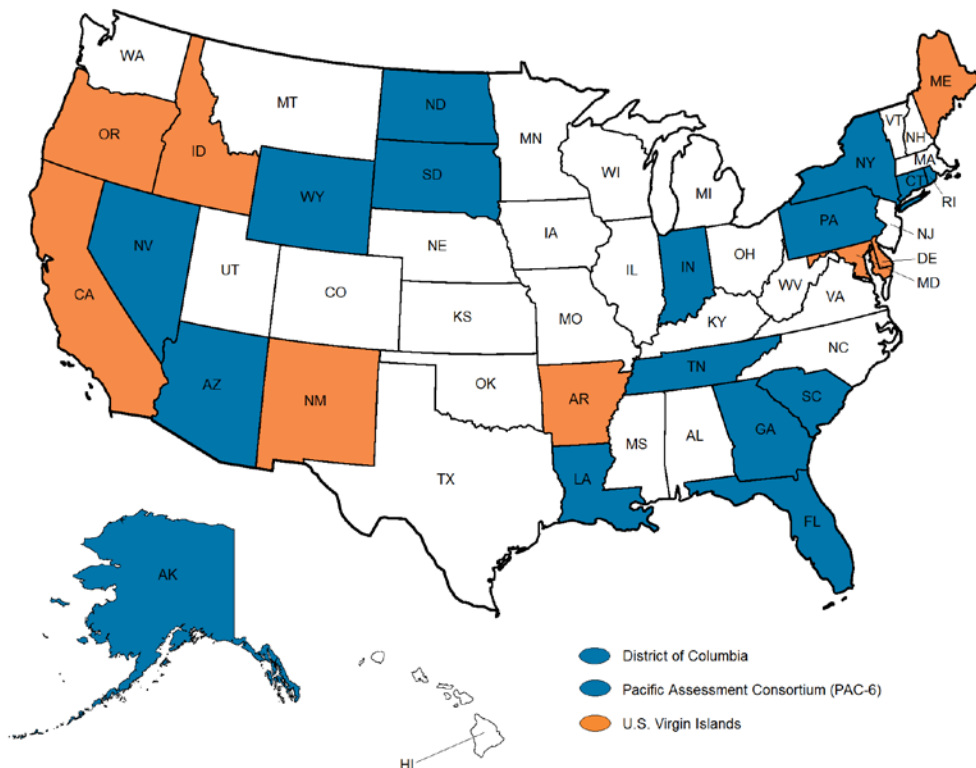 WA
MT
ND
MN
ME
OR
ID
SD
WI
VT
NH
NY
MA
WY
MI
CT
RI
NV
NE
IA
PA
NJ
UT
IL
IN
OH
DE
CA
CO
WV
MD
KS
MO
VA
KY
AZ
NM
OK
AR
TN
NC
SC
MS
AL
GA
TX
LA
FL
AK
District of Columbia
Pacific Assessment Consortium (PAC-6)
U.S. Virgin Islands
HI